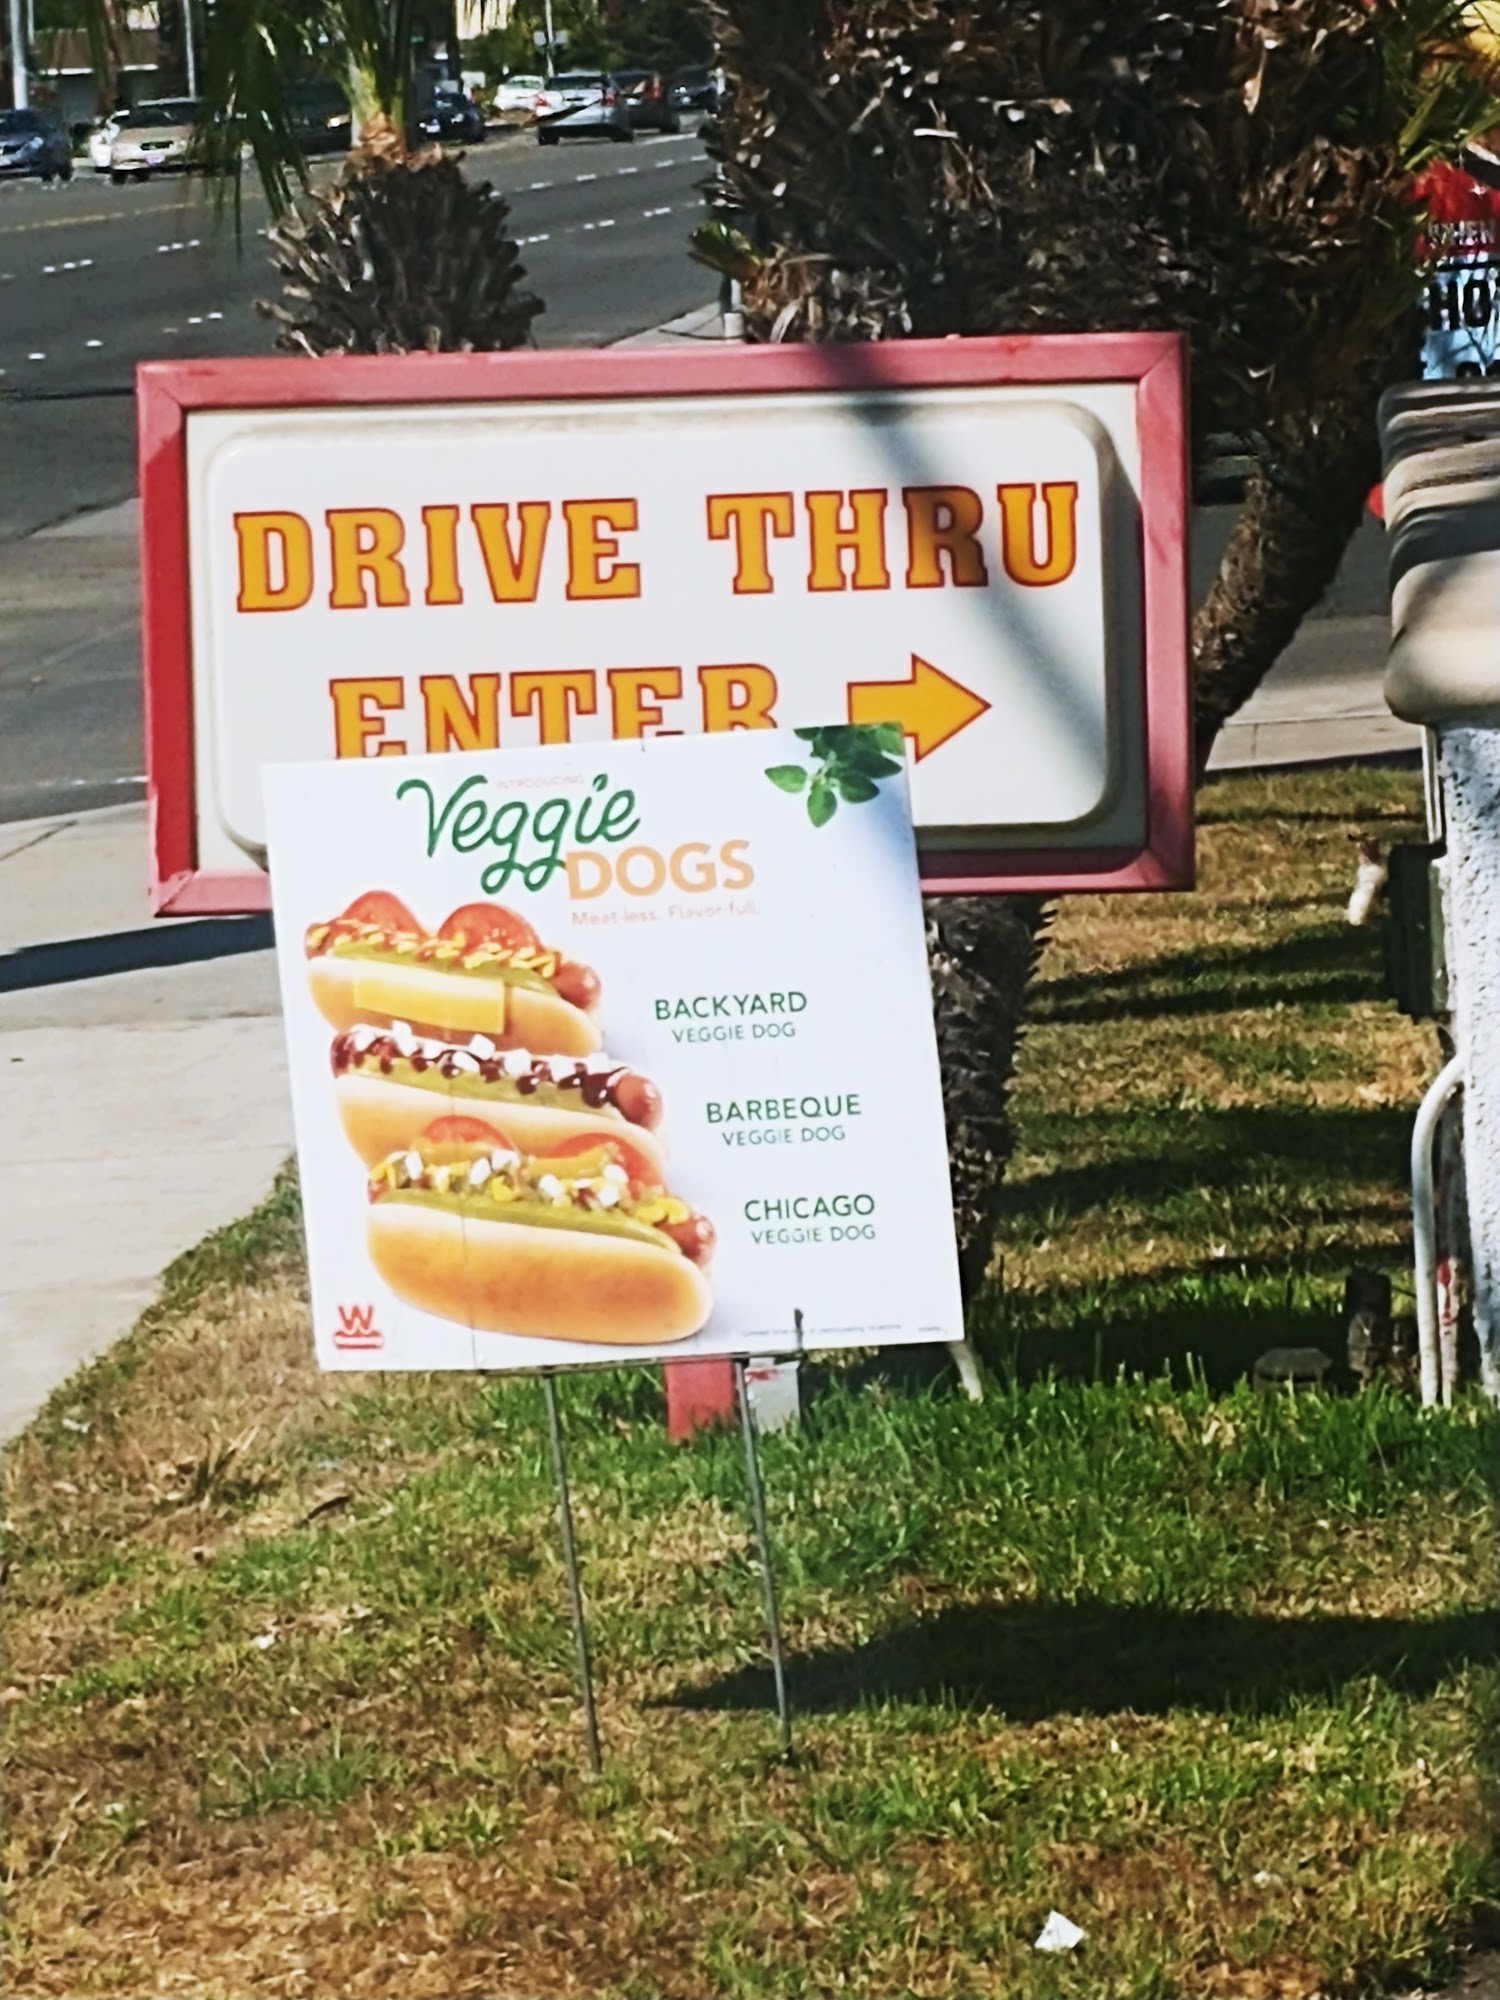 HO
DRIVE THRU
ENTER
INTRODUCING
Veggie
DOGS
Meat-less. Flavor-full.
BACKYARD
VEGGIE DOG
BARBEQUE
VEGGIE DOG
CHICAGO
VEGGIE DOG
W